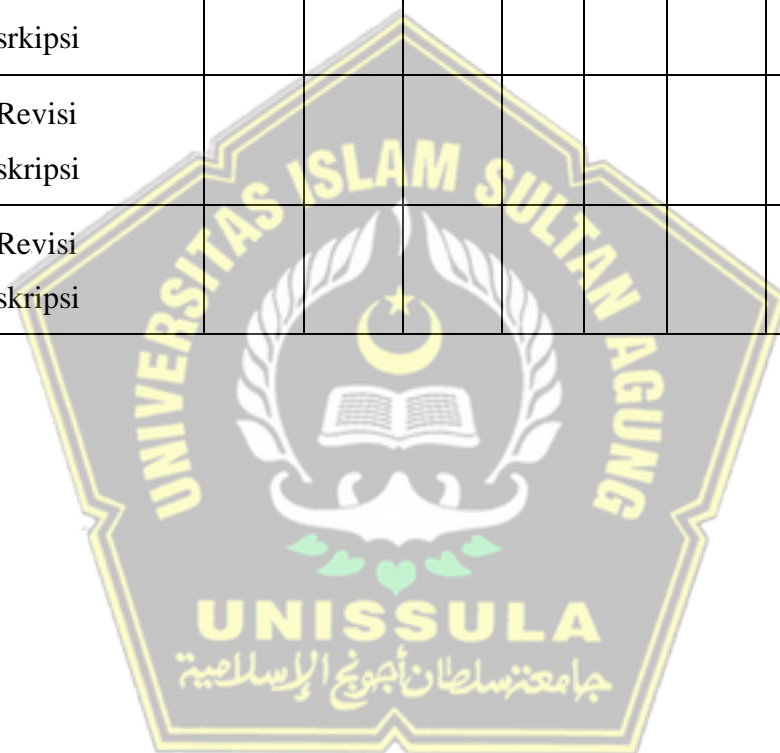 srkipsi
Revisi
skripsi
Revisi
skripsi
UNIVERSITAS ISLAM SULTAN AGUNG
UNISSULA
جامعة سلطان أجونج الإسلامية